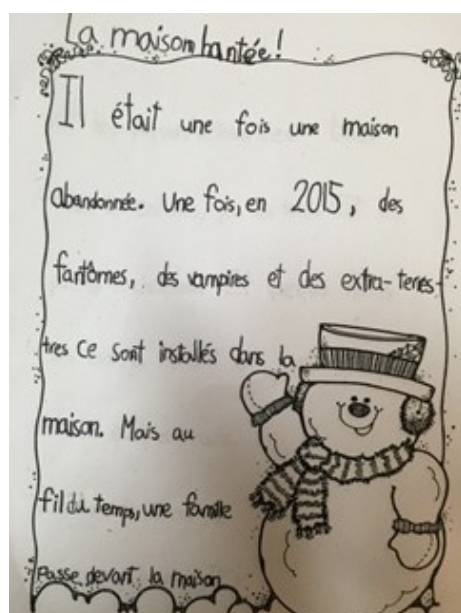 La maison hantée!
Il était une fois une maison
abandonnée. Une fois, en 2015, des
fantômes, des vampires et des extra-terres-
tres ce sont installés dans la
maison. Mais au
fil du temps, une famille
passe devant la maison